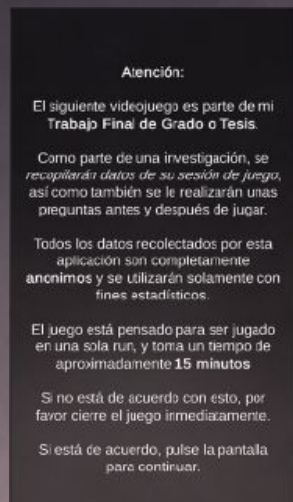 Atención:
El siguiente videojuego es parte de mi
Trabajo Final de Grado o Tesis.
Como parte de una investigación, se
recopilarán datos de su sesión de juego,
así como también se le realizarán unas
preguntas antes y después de jugar.
Todos los datos recolectados por esta
aplicación son completamente
anonimos y se utilizarán solamente con
fines estadísticos.
El juego está pensado para ser jugado
en una sola run, y toma un tiempo de
aproximadamente 15 minutos
Si no está de acuerdo con esto, por
favor cierre el juego inmediatamente.
Si está de acuerdo, pulse la pantalla
para continuar.